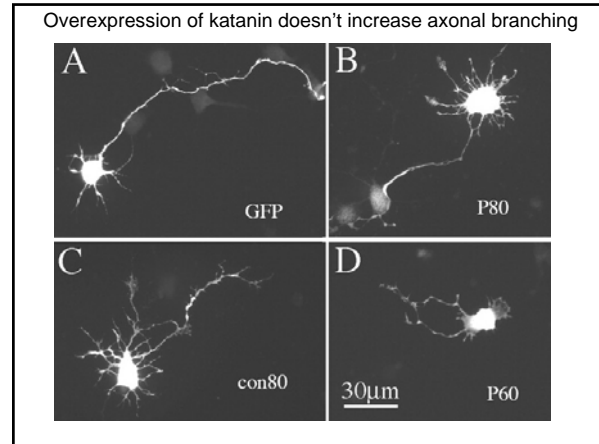 Overexpression of katanin doesn't increase axonal branching
A
GFP
B
P80
C
con80
D
30μm
P60